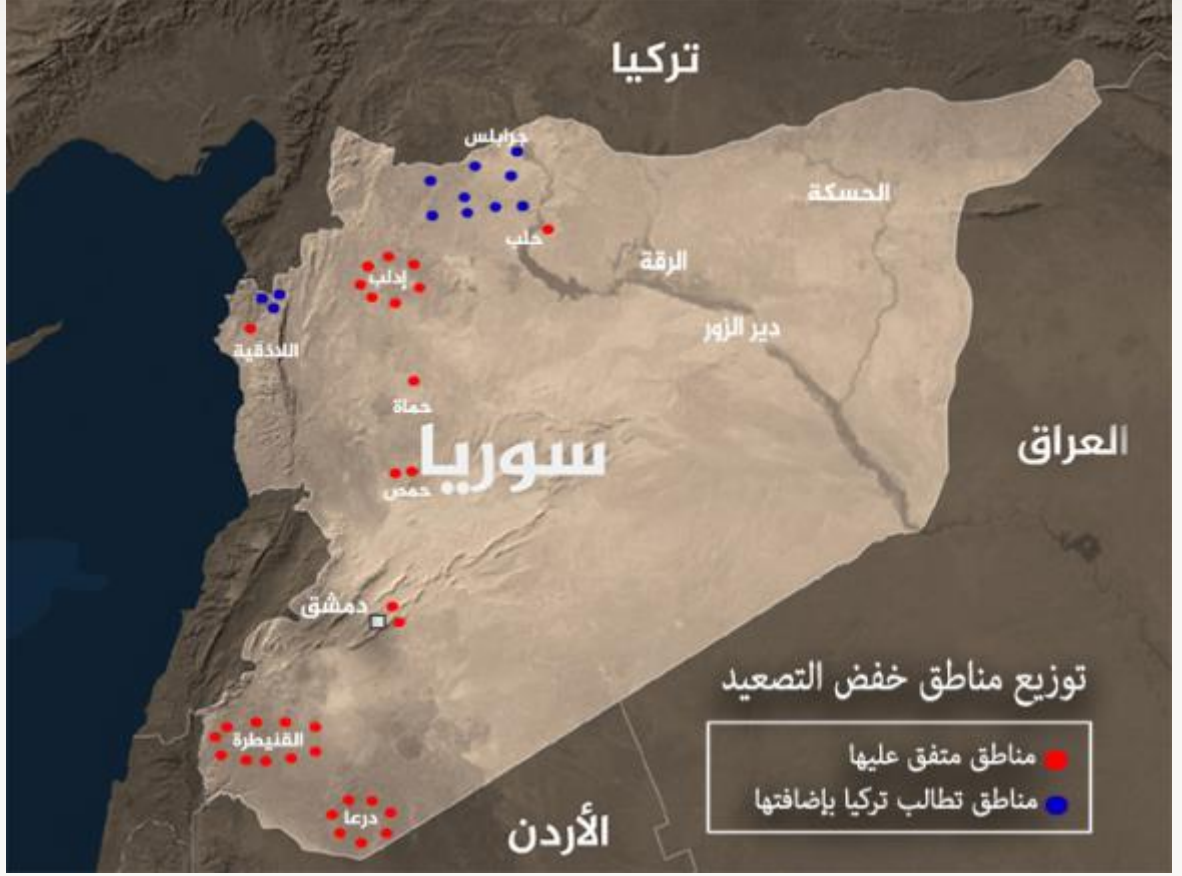 تركيا
جرابلس
الحسكة
حلب
الرقة
إدلب
دير الزور
اللاذقية
حماة
سوريا
العراق
حمص
دمشق
توزيع مناطق خفض التصعيد
القنيطرة
مناطق متفق عليها
مناطق تطالب تركيا بإضافتها
درعا
الأردن